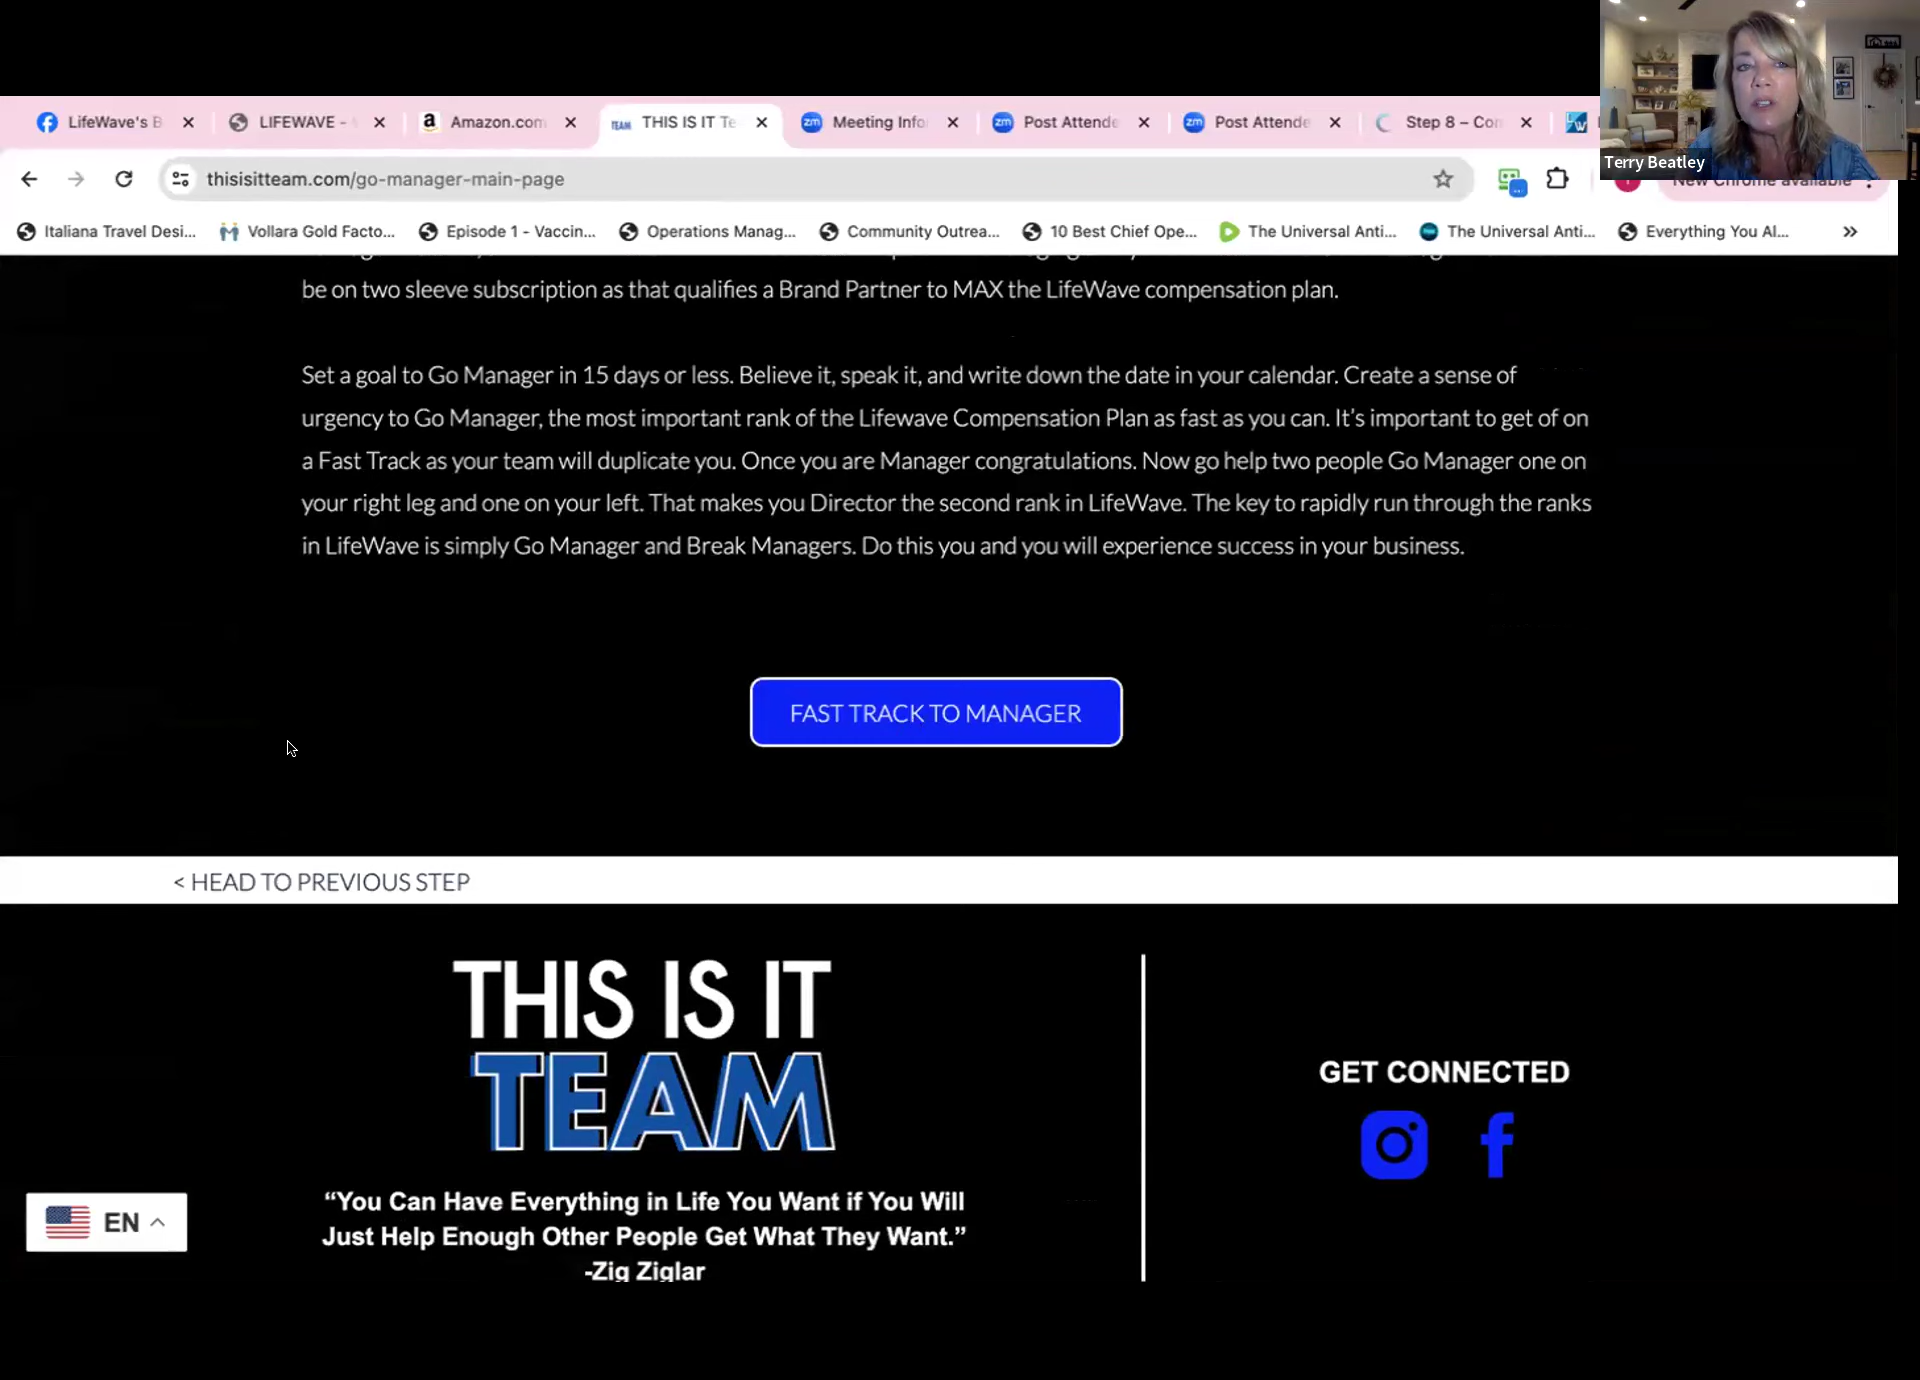 LifeWave's B
LIFEWAVE -
Amazon.com
THIS IS IT Te
Meeting Info
Post Attende
Post Attende
Step 8 – Con
Terry Beatley
thisisitteam.com/go-manager-main-page
New Chrome available
Italiana Travel Desi...
Vollara Gold Facto...
Episode 1 - Vaccin...
Operations Manag...
Community Outrea...
10 Best Chief Ope...
The Universal Anti...
The Universal Anti...
Everything You Al...
be on two sleeve subscription as that qualifies a Brand Partner to MAX the LifeWave compensation plan.
Set a goal to Go Manager in 15 days or less. Believe it, speak it, and write down the date in your calendar. Create a sense of
urgency to Go Manager, the most important rank of the Lifewave Compensation Plan as fast as you can. It's important to get of on
a Fast Track as your team will duplicate you. Once you are Manager congratulations. Now go help two people Go Manager one on
your right leg and one on your left. That makes you Director the second rank in LifeWave. The key to rapidly run through the ranks
in LifeWave is simply Go Manager and Break Managers. Do this you and you will experience success in your business.
FAST TRACK TO MANAGER
< HEAD TO PREVIOUS STEP
THIS IS IT
TEAM
GET CONNECTED
“You Can Have Everything in Life You Want if You Will
Just Help Enough Other People Get What They Want.”
-Zig Ziglar
EN